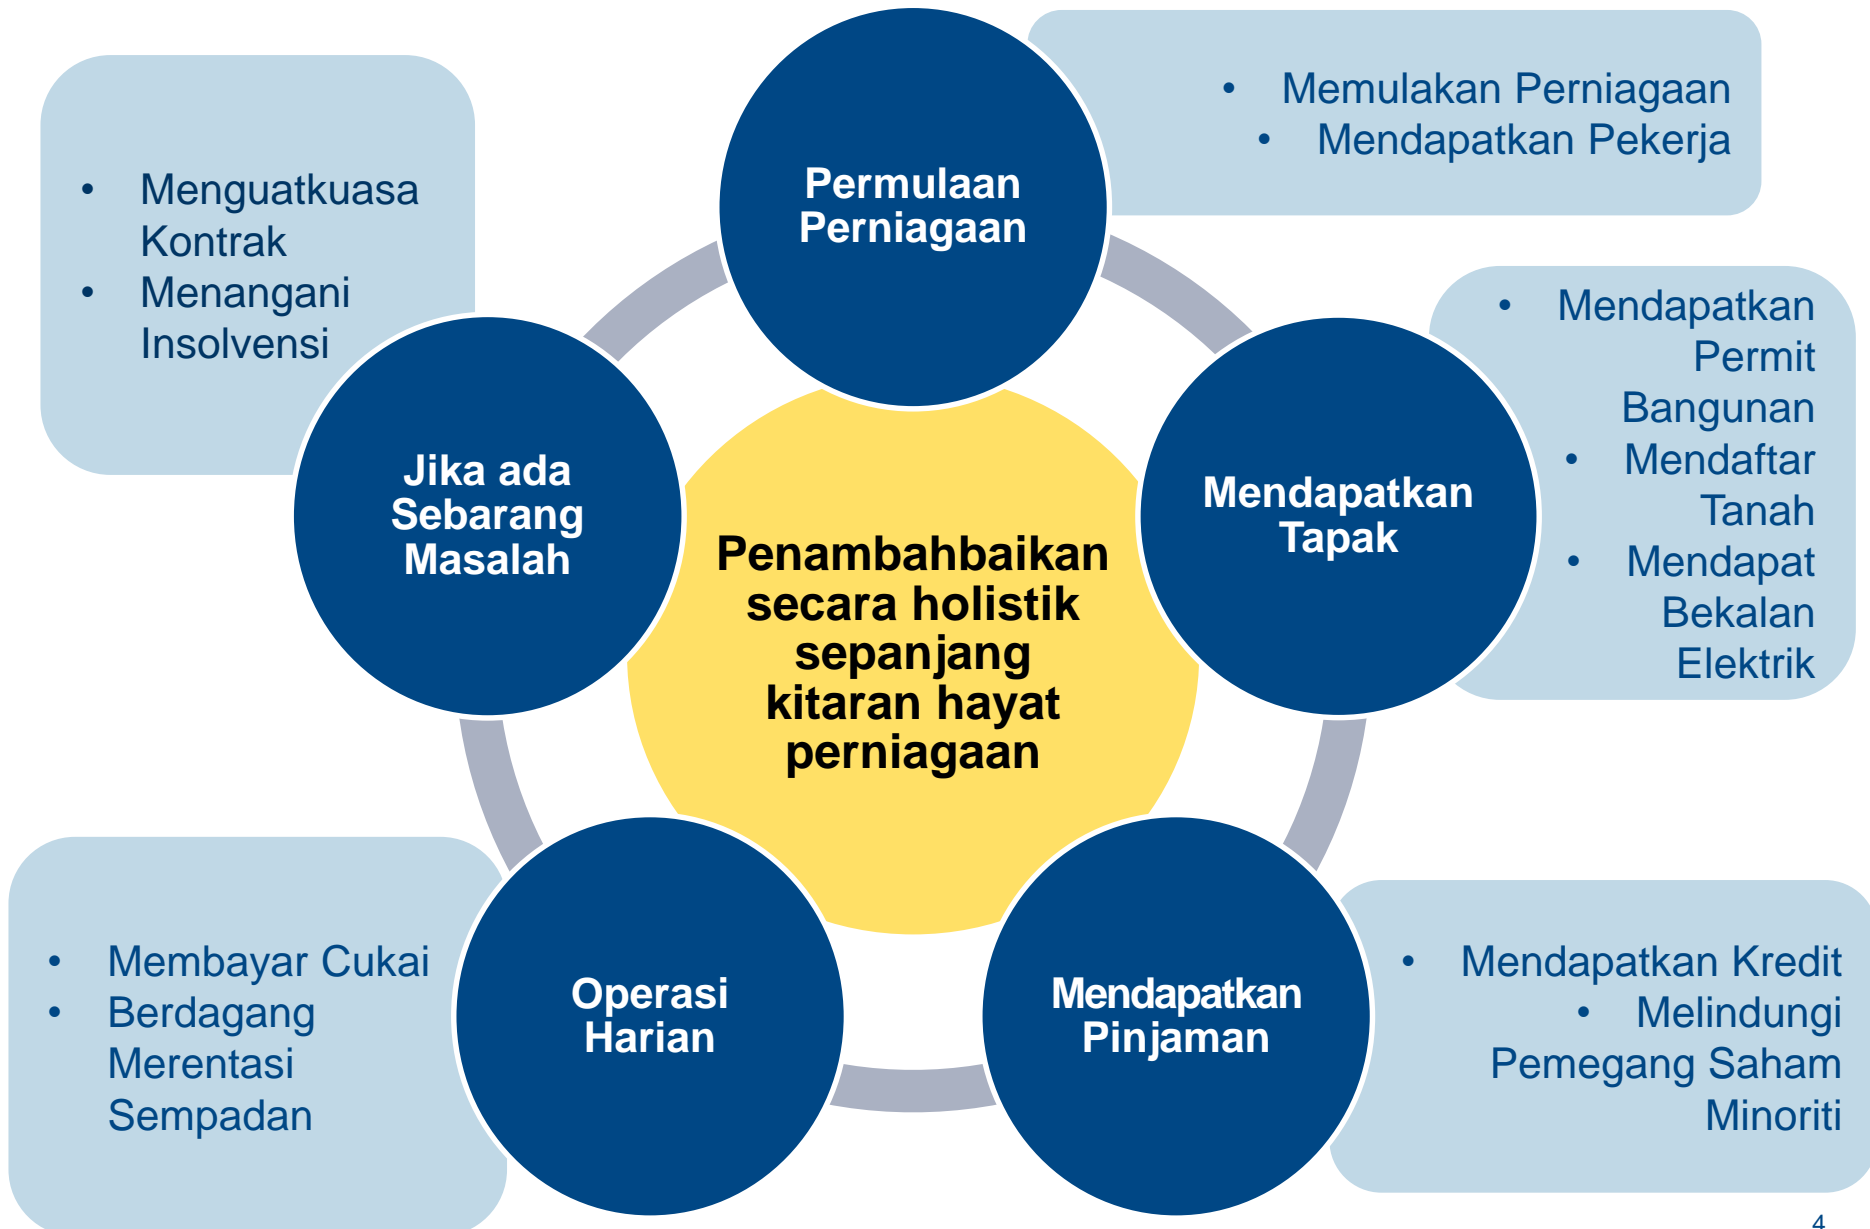 Permulaan
Perniagaan
• Memulakan Perniagaan
• Mendapatkan Pekerja
Mendapatkan
Tapak
• Mendapatkan
Permit
Bangunan
• Mendaftar
Tanah
• Mendapat
Bekalan
Elektrik
Mendapatkan
Pinjaman
• Mendapatkan Kredit
• Melindungi
Pemegang Saham
Minoriti
Operasi
Harian
• Membayar Cukai
• Berdagang
Merentasi
Sempadan
Jika ada
Sebarang
Masalah
• Menguatkuasa
Kontrak
• Menangani
Insolvensi
Penambahbaikan
secara holistik
sepanjang
kitaran hayat
perniagaan
4